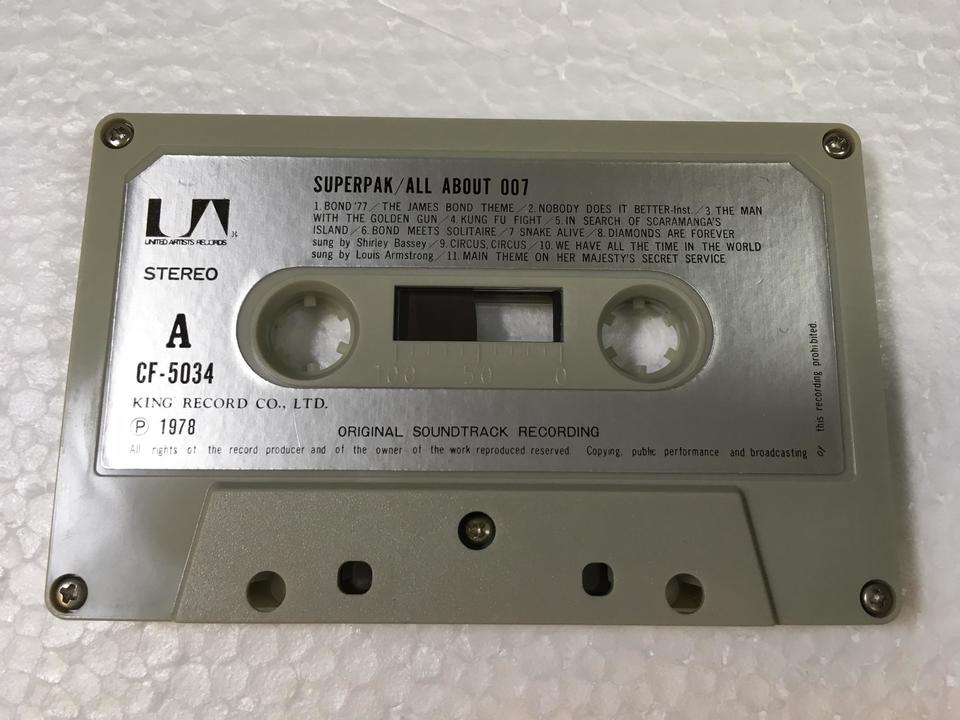 SUPERPAK/ALL ABOUT 007
1. BOND '77 / THE JAMES BOND THEME / 2. NOBODY DOES IT BETTER-Inst. / 3. THE MAN
WITH THE GOLDEN GUN / 4. KUNG FU FIGHT / 5. IN SEARCH OF SCARAMANGA'S
ISLAND / 6. BOND MEETS SOLITAIRE / 7 SNAKE ALIVE / 8. DIAMONDS ARE FOREVER
sung by Shirley Bassey / 9. CIRCUS, CIRCUS / 10. WE HAVE ALL THE TIME IN THE WORLD
sung by Louis Armstrong / 11. MAIN THEME ON HER MAJESTY'S SECRET SERVICE
UA
UNITED ARTISTS RECORDS
STEREO
A
CF-5034
100 50 0
KING RECORD CO., LTD.
Ⓟ 1978
ORIGINAL SOUNDTRACK RECORDING
All rights of the record producer and of the owner of the work reproduced reserved. Copying, public performance and broadcasting of this recording prohibited.